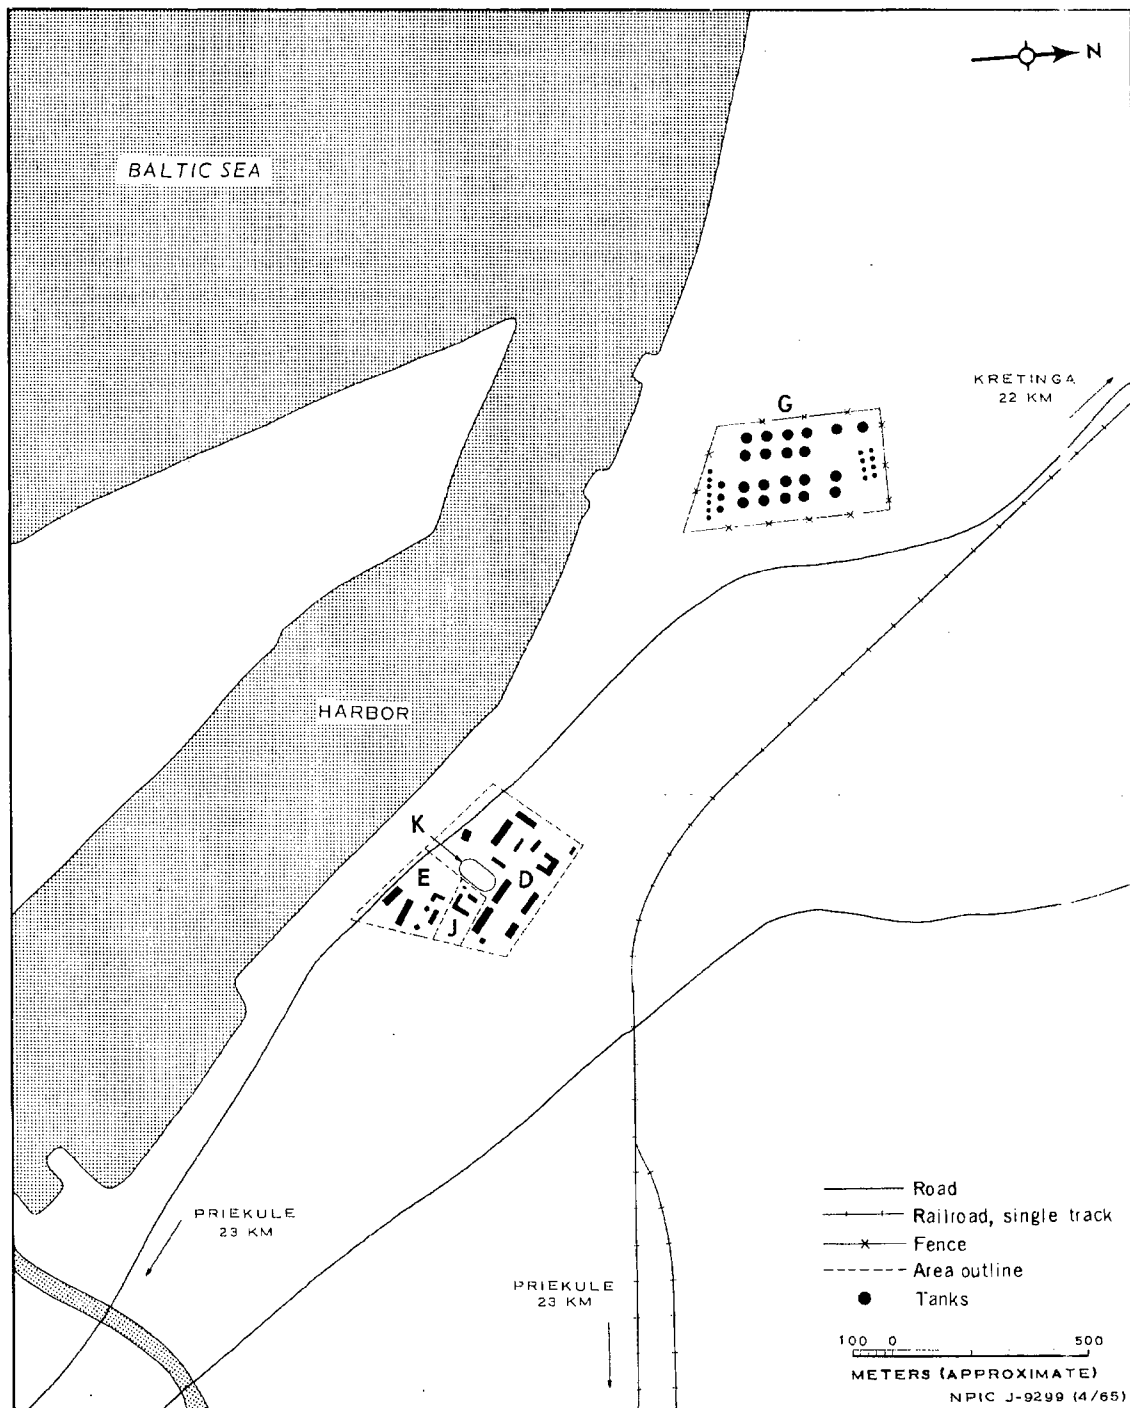 N
BALTIC SEA
KRETINGA
22 KM
G
HARBOR
K
E
D
J
PRIEKULE
23 KM
PRIEKULE
23 KM
Road
Railroad, single track
Fence
Area outline
Tanks
100 0 500
METERS (APPROXIMATE)
NPIC J-9299 (4/65)